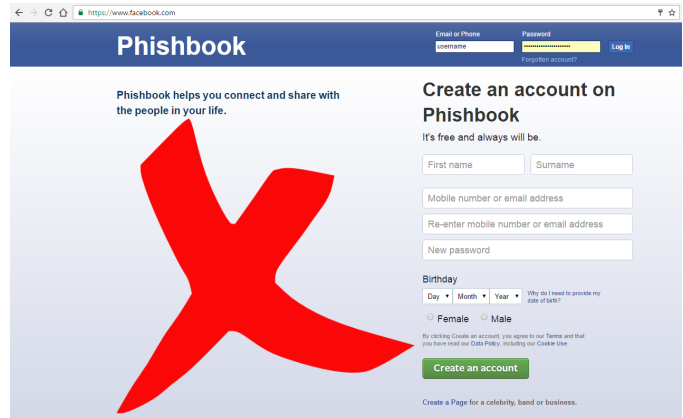 https://www.facebook.com
Phishbook
Email or Phone
Password
username
Log In
Forgotten account?
Phishbook helps you connect and share with
the people in your life.
Create an account on
Phishbook
It's free and always will be.
First name
Surname
Mobile number or email address
Re-enter mobile number or email address
New password
Birthday
Day
Month
Year
Why do I need to provide my
date of birth?
Female
Male
By clicking Create an account, you agree to our Terms and that
you have read our Data Policy, including our Cookie Use.
Create an account
Create a Page for a celebrity, band or business.